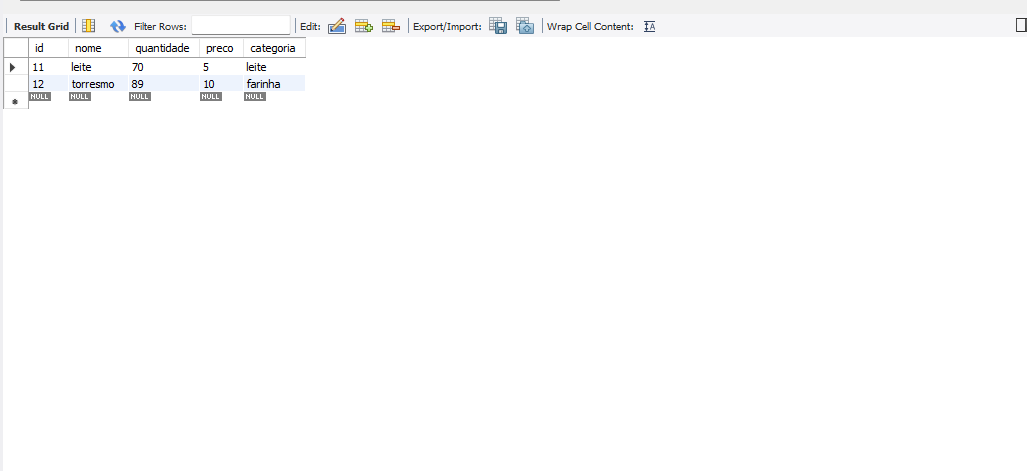 Result Grid Filter Rows: Edit: Export/Import: Wrap Cell Content:
id nome quantidade preco categoria
11 leite 70 5 leite
12 torresmo 89 10 farinha
NULL NULL NULL NULL NULL